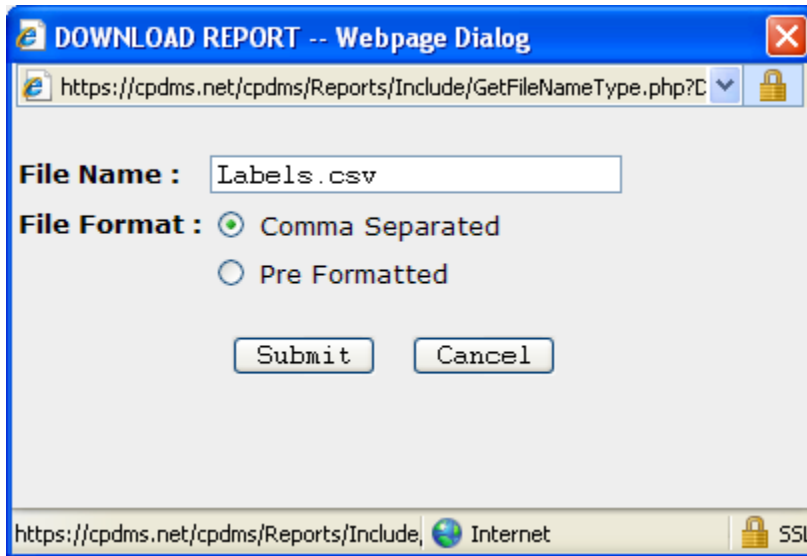 DOWNLOAD REPORT -- Webpage Dialog
https://cpdms.net/cpdms/Reports/Include/GetFileNameType.php?D
File Name : Labels.csv
File Format : Comma Separated
Pre Formatted
Submit Cancel
https://cpdms.net/cpdms/Reports/Include, Internet SSL